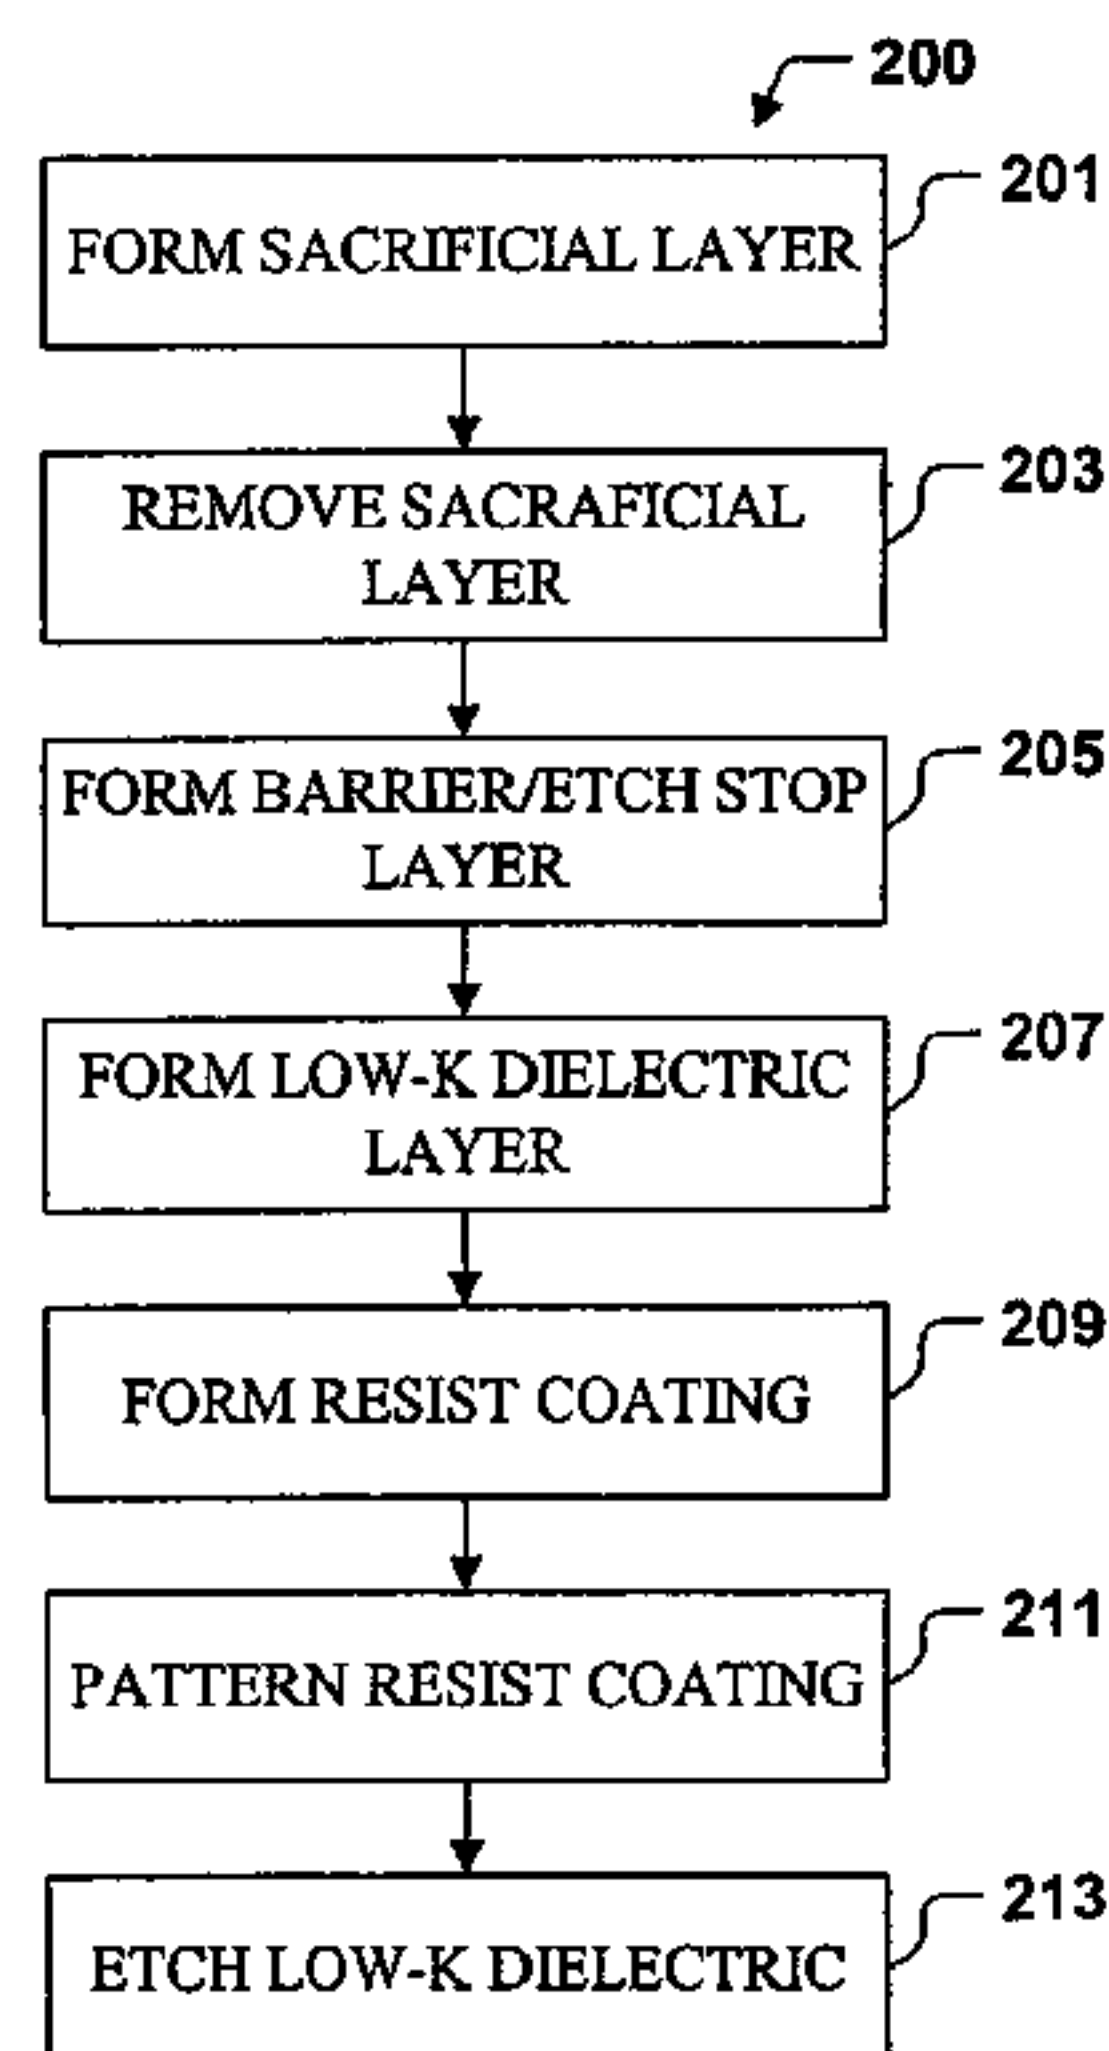 200
201
FORM SACRIFICIAL LAYER
203
REMOVE SACRAFICIAL
LAYER
205
FORM BARRIER/ETCH STOP
LAYER
207
FORM LOW-K DIELECTRIC
LAYER
209
FORM RESIST COATING
211
PATTERN RESIST COATING
213
ETCH LOW-K DIELECTRIC